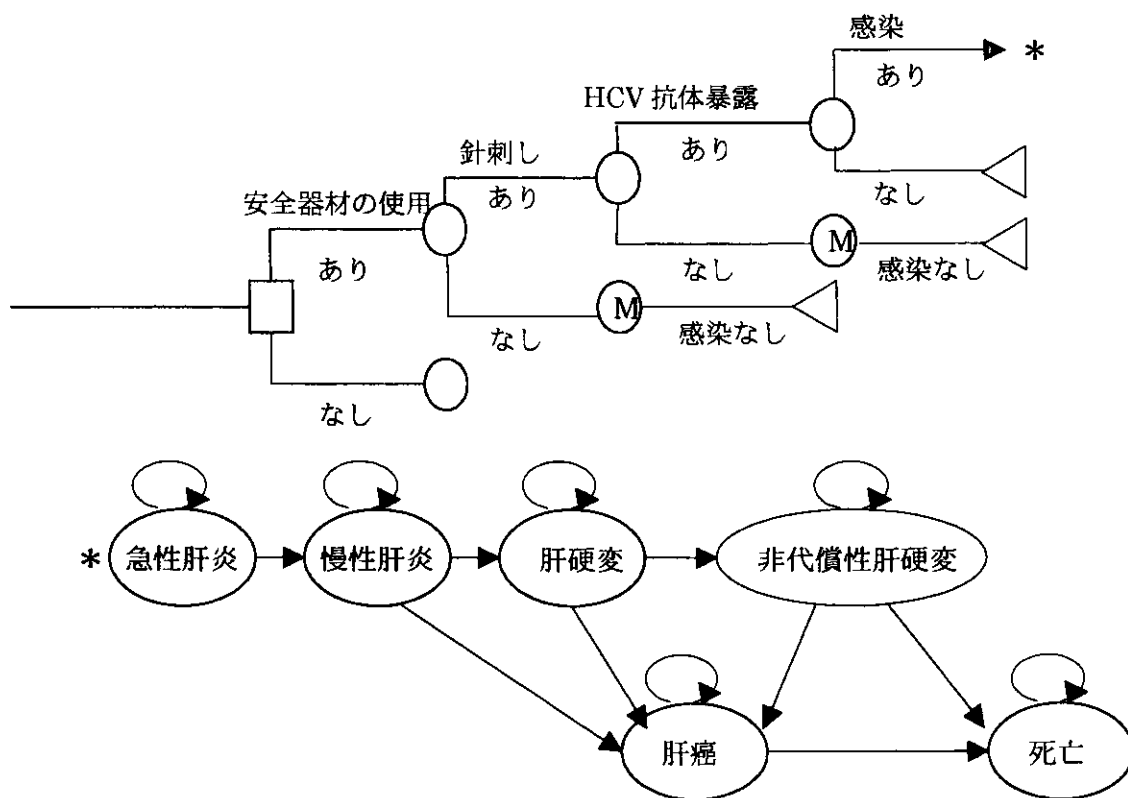 感染
あり
*
HCV 抗体暴露
あり
なし
針刺し
あり
なし
M
感染なし
安全器材の使用
あり
なし
M
感染なし
なし
* 急性肝炎
慢性肝炎
肝硬変
非代償性肝硬変
肝癌
死亡